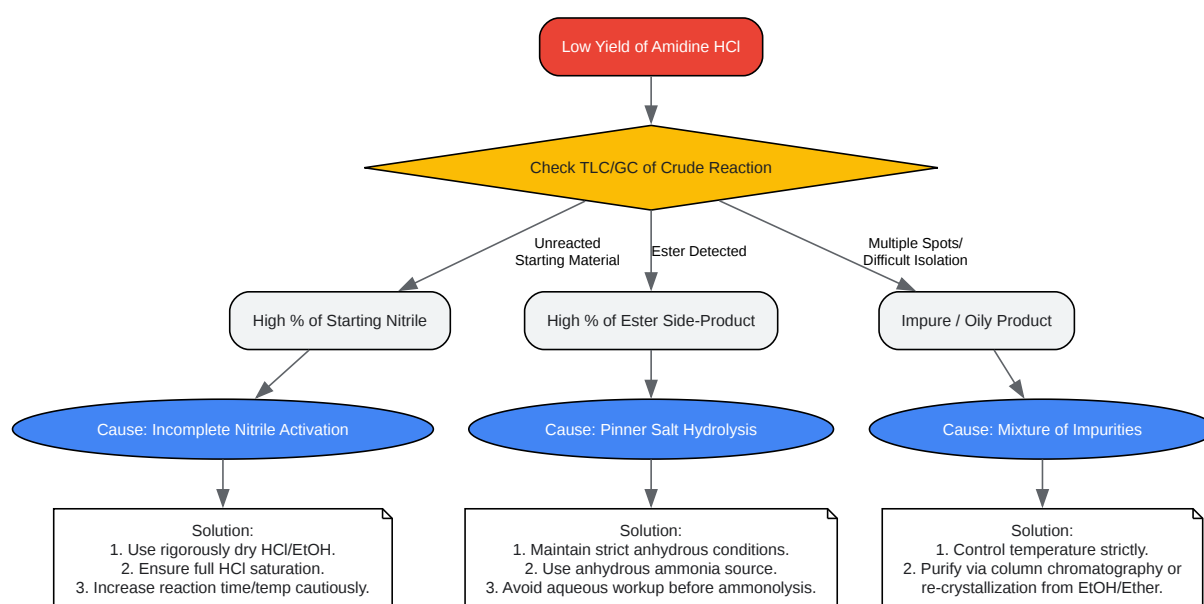 Low Yield of Amidine HCl
Check TLC/GC of Crude Reaction
Unreacted
Starting Material
Ester Detected
Multiple Spots/
Difficult Isolation
High % of Starting Nitrile
High % of Ester Side-Product
Impure / Oily Product
Cause: Incomplete Nitrile Activation
Cause: Pinner Salt Hydrolysis
Cause: Mixture of Impurities
Solution:
1. Use rigorously dry HCl/EtOH.
2. Ensure full HCl saturation.
3. Increase reaction time/temp cautiously.
Solution:
1. Maintain strict anhydrous conditions.
2. Use anhydrous ammonia source.
3. Avoid aqueous workup before ammonolysis.
Solution:
1. Control temperature strictly.
2. Purify via column chromatography or
re-crystallization from EtOH/Ether.